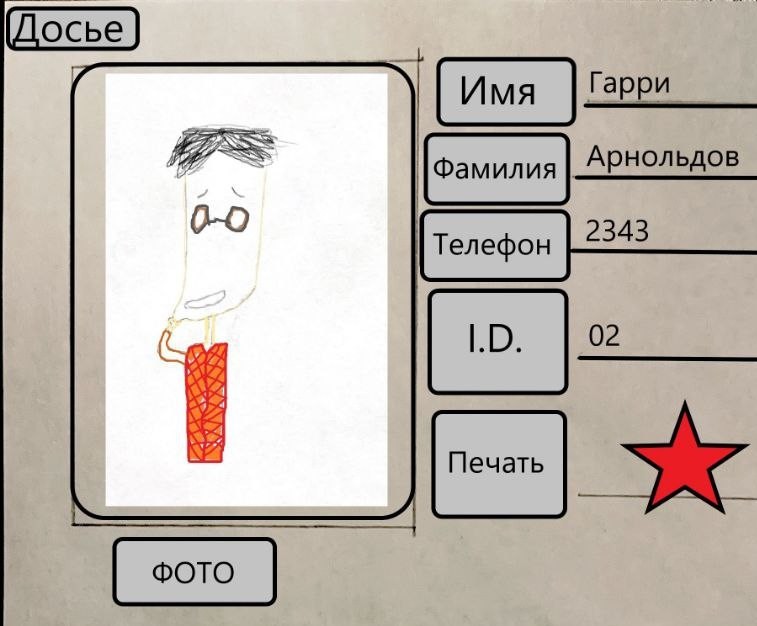 Досье
Имя
Гарри
Фамилия
Арнольдов
Телефон
2343
I.D.
02
Печать
ФОТО